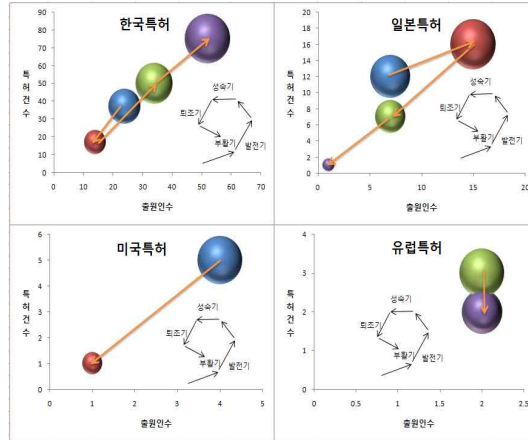 한국특허
특허건수
90
80
70
60
50
40
30
20
10
0
성숙기
퇴조기
부활기
발전기
0 10 20 30 40 50 60 70
출원인수
일본특허
특허건수
20
18
16
14
12
10
8
6
4
2
0
성숙기
퇴조기
부활기
발전기
0 5 10 15 20
출원인수
미국특허
특허건수
6
5
4
3
2
1
0
성숙기
퇴조기
부활기
발전기
0 1 2 3 4 5
출원인수
유럽특허
특허건수
4
3
2
1
0
성숙기
퇴조기
부활기
발전기
0 0.5 1 1.5 2 2.5
출원인수